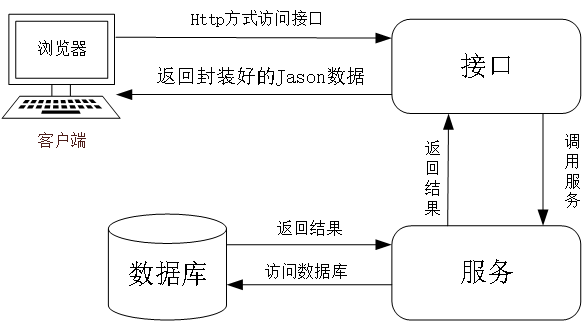 浏览器
Http方式访问接口
接口
返回封装好的Jason数据
客户端
返回结果
调用服务
数据库
返回结果
访问数据库
服务